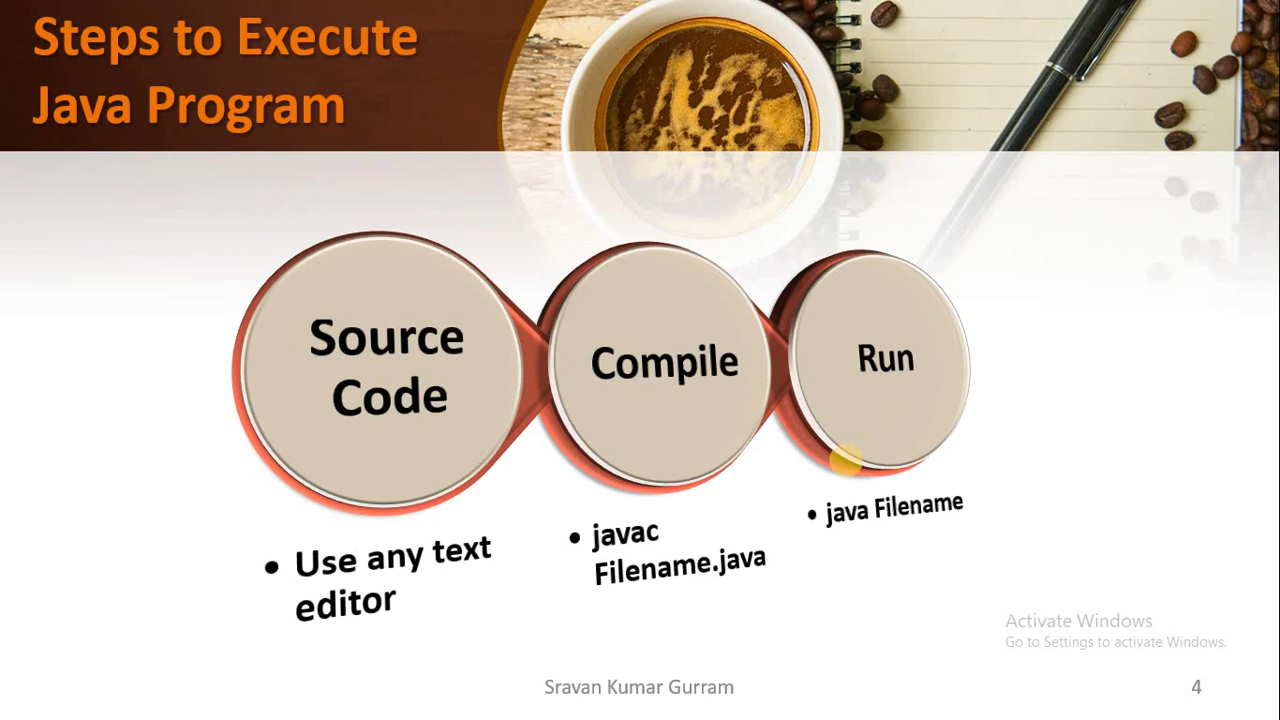 Steps to Execute
Java Program
Source
Code
Compile
Run
• Use any text
editor
• javac
Filename.java
• java Filename
Activate Windows
Go to Settings to activate Windows.
Sravan Kumar Gurram
4